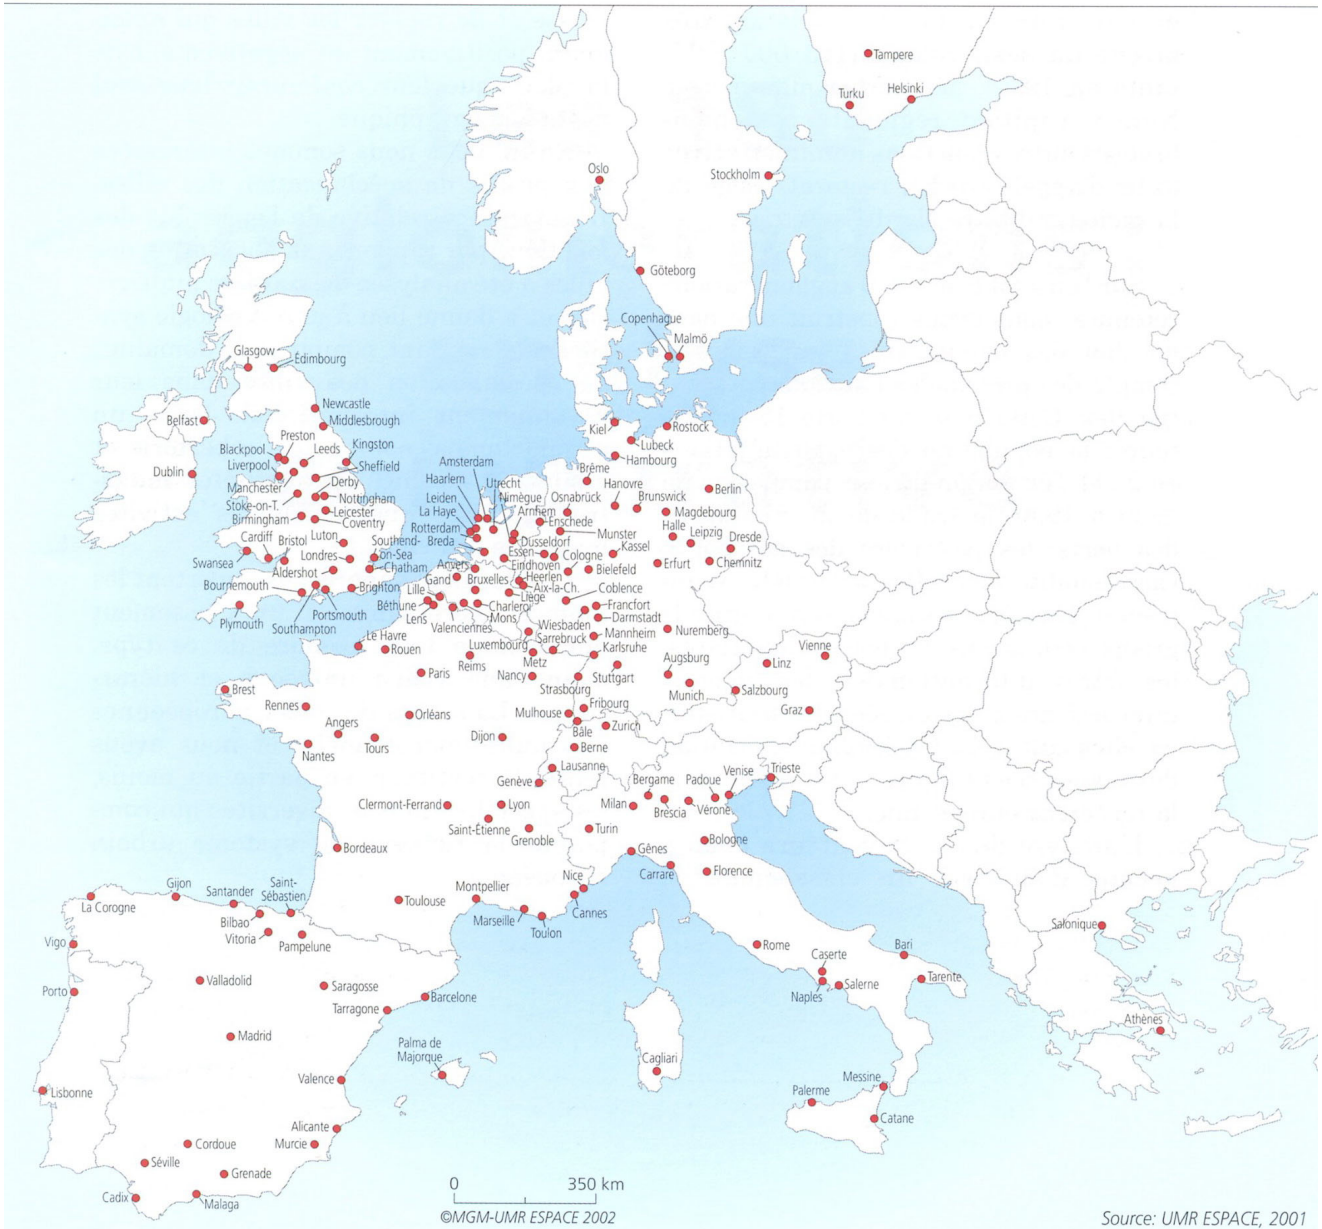 Tampere
Turku
Helsinki
Oslo
Stockholm
Göteborg
Copenhague
Malmö
Glasgow
Edimbourg
Newcastle
Middlesbrough
Belfast
Preston
Blackpool
Leeds
Kingston
Liverpool
Dublin
Sheffield
Manchester
Derby
Stoke-on-T.
Nottingham
Birmingham
Leicester
Coventry
Cardiff
Bristol
Luton
Southend-
on-Sea
Swansea
Londres
Aldershot
Chatham
Bournemouth
Brighton
Plymouth
Portsmouth
Southampton
Kiel
Rostock
Lubeck
Hambourg
Amsterdam
Haarlem
Utrecht
Brême
Hanovre
Leiden
Nimègue
Osnabrück
Brunswick
Berlin
La Haye
Arnhem
Magdebourg
Rotterdam
Enschede
Halle
Leipzig
Breda
Düsseldorf
Munster
Dresde
Essen
Cologne
Kassel
Anvers
Eindhoven
Bielefeld
Erfurt
Chemnitz
Gand
Bruxelles
Heerlen
Lille
Aix-la-Ch.
Coblence
Béthune
Liège
Charleroi
Francfort
Lens
Mons
Darmstadt
Valenciennes
Wiesbaden
Nuremberg
Le Havre
Luxembourg
Sarrebruck
Mannheim
Rouen
Karlsruhe
Reims
Metz
Augsburg
Linz
Vienne
Paris
Nancy
Stuttgart
Strasbourg
Munich
Salzbourg
Brest
Rennes
Fribourg
Graz
Orléans
Mulhouse
Angers
Bâle
Zurich
Nantes
Tours
Dijon
Berne
Lausanne
Genève
Bergame
Padoue
Venise
Trieste
Clermont-Ferrand
Lyon
Milan
Brescia
Vérone
Saint-Étienne
Grenoble
Turin
Bologne
Bordeaux
Gênes
Carrare
Florence
Nice
Cannes
Gijon
Santander
Saint-
Sébastien
La Corogne
Bilbao
Vitoria
Pampelune
Toulouse
Montpellier
Marseille
Toulon
Vigo
Porto
Valladolid
Saragosse
Tarragone
Barcelone
Rome
Caserte
Naples
Salerne
Bari
Tarente
Salonique
Athènes
Madrid
Palma de
Majorque
Lisbonne
Valence
Cagliari
Messine
Palerme
Catane
Alicante
Cordoue
Murcie
Séville
Grenade
Cadix
Malaga
0 350 km
©MGM-UMR ESPACE 2002
Source: UMR ESPACE, 2001